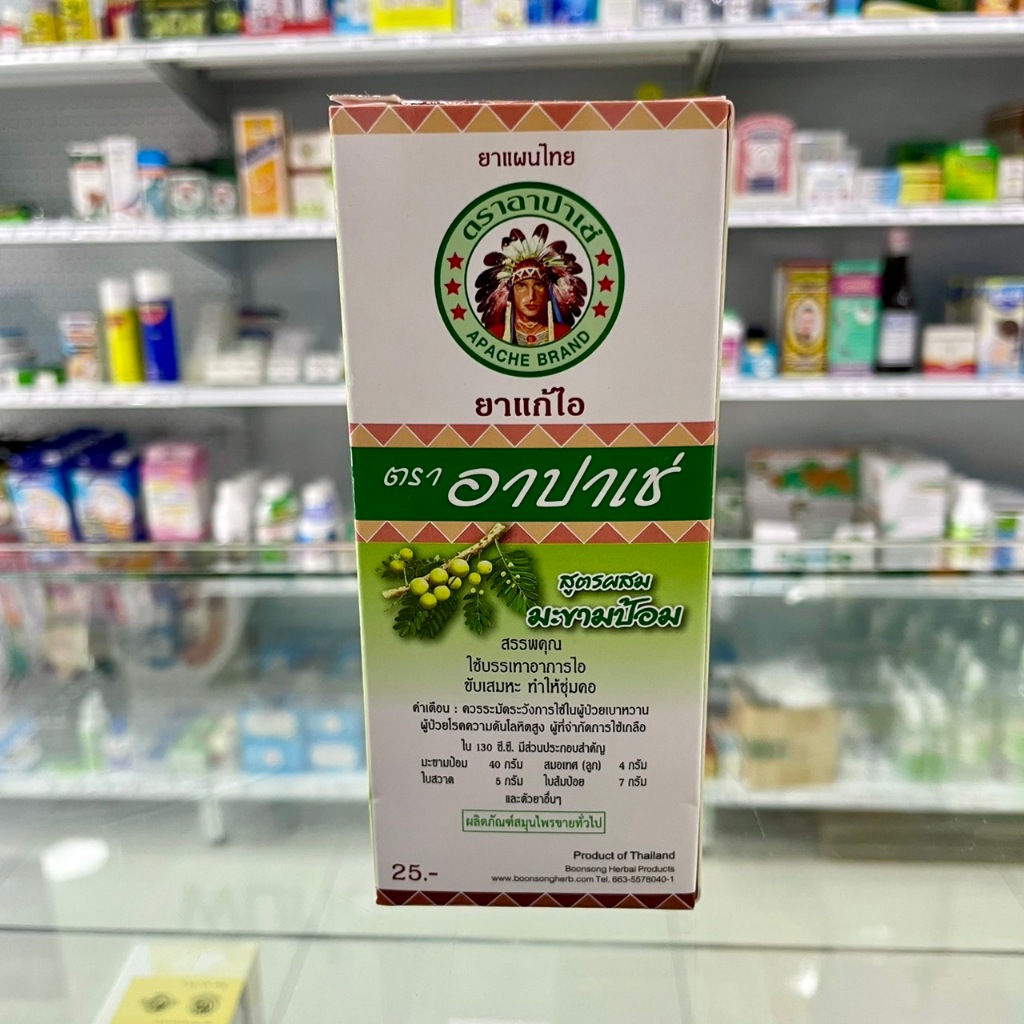 ยาแผนไทย
ตราอาปาเช่
APACHE BRAND
ยาแก้ไอ
ตรา อาปาเช่
สูตรผสม
มะขามป้อม
สรรพคุณ
ใช้บรรเทาอาการไอ
ขับเสมหะ ทำให้ชุ่มคอ
คำเตือน : ควรระมัดระวังการใช้ในผู้ป่วยเบาหวาน
ผู้ป่วยโรคความดันโลหิตสูง ผู้ที่จำกัดการใช้เกลือ
ใน 130 ซี.ซี. มีส่วนประกอบสำคัญ
มะขามป้อม 40 กรัม สมอเทศ (ลูก) 4 กรัม
ใบสวาด 5 กรัม ใบส้มป่อย 7 กรัม
และตัวยาอื่นๆ
ผลิตภัณฑ์สมุนไพรขายทั่วไป
Product of Thailand
Boonsong Herbal Products
25.- www.boonsongherb.com Tel. 663-5578040-1